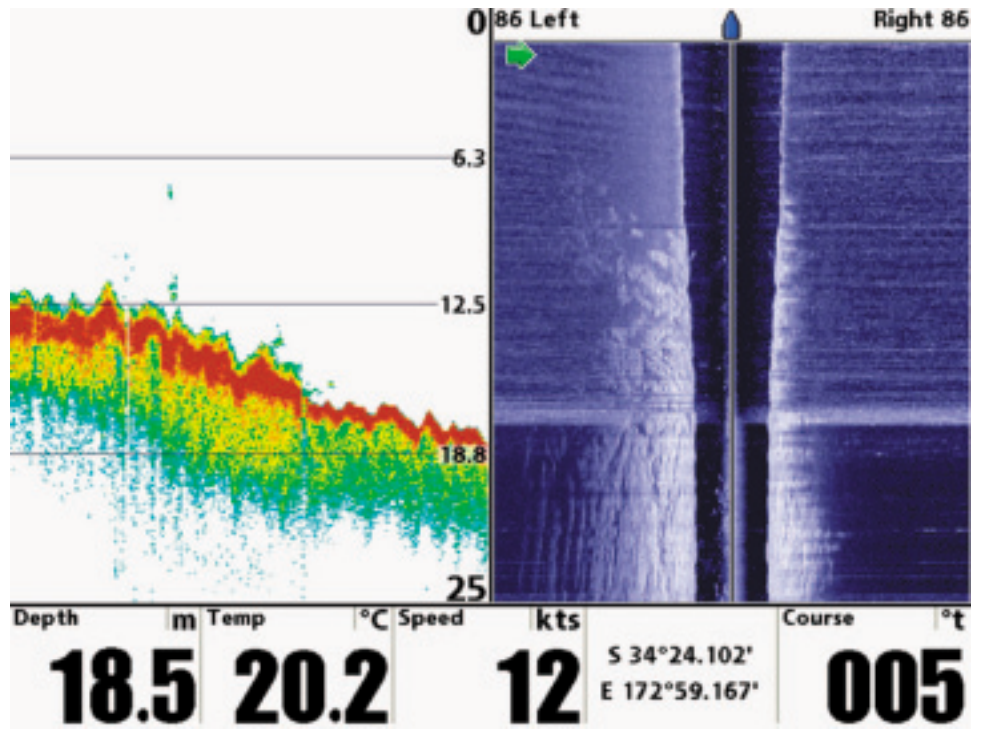 0
6.3
12.5
18.8
25
86 Left
Right 86
Depth m
18.5
Temp °C
20.2
Speed kts
12
S 34°24.102'
E 172°59.167'
Course °t
005